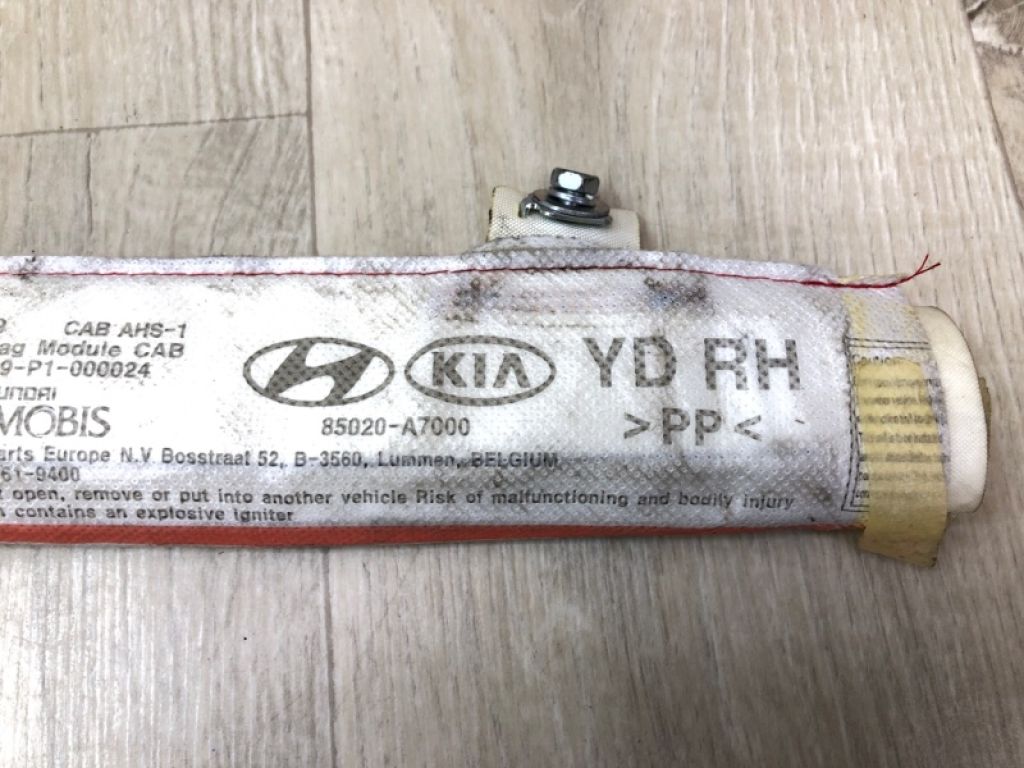 CAB AHS-1
ag Module CAB
9-P1-000024
UNDAI
MOBIS
KIA
YD RH
85020-A7000
>PP<
arts Europe N.V. Bosstraat 52, B-3560, Lummen, BELGIUM
61-9400
t open, remove or put into another vehicle Risk of malfunctioning and bodily injury
contains an explosive igniter